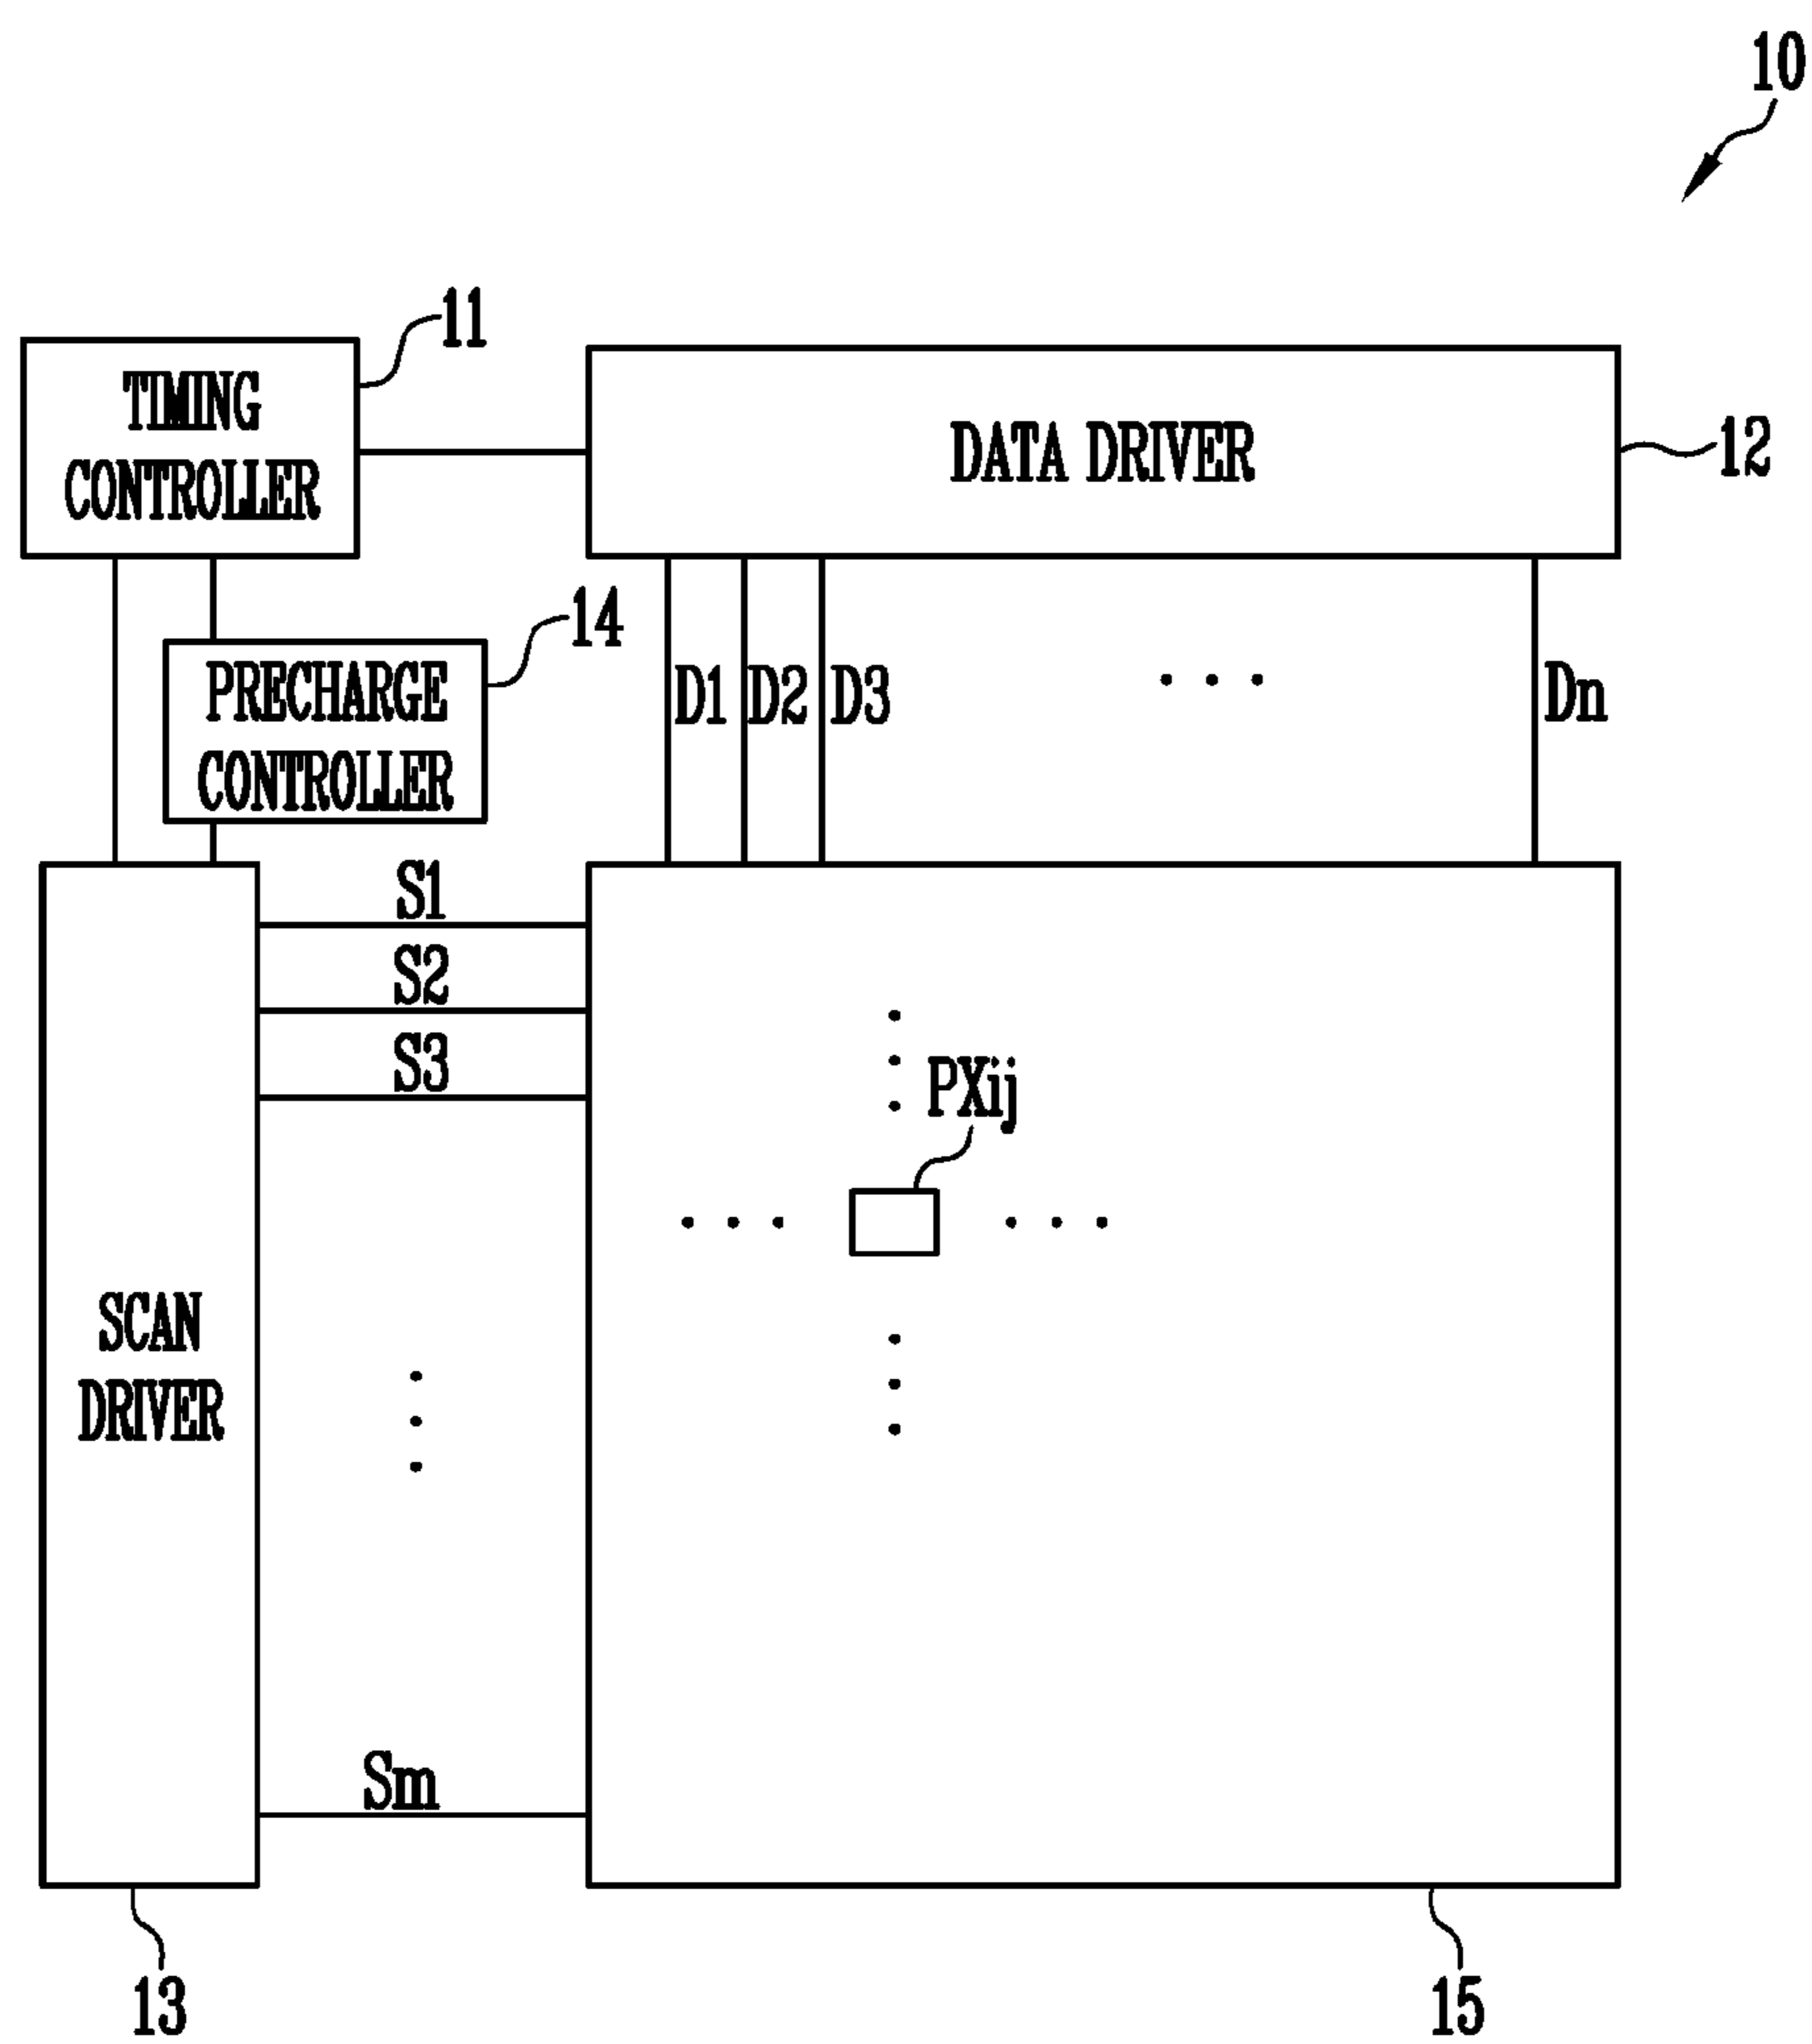 10
11
TIMING
CONTROLLER
DATA DRIVER
12
14
PRECHARGE
CONTROLLER
D1
D2
D3
Dn
S1
S2
S3
PXij
SCAN
DRIVER
Sm
13
15